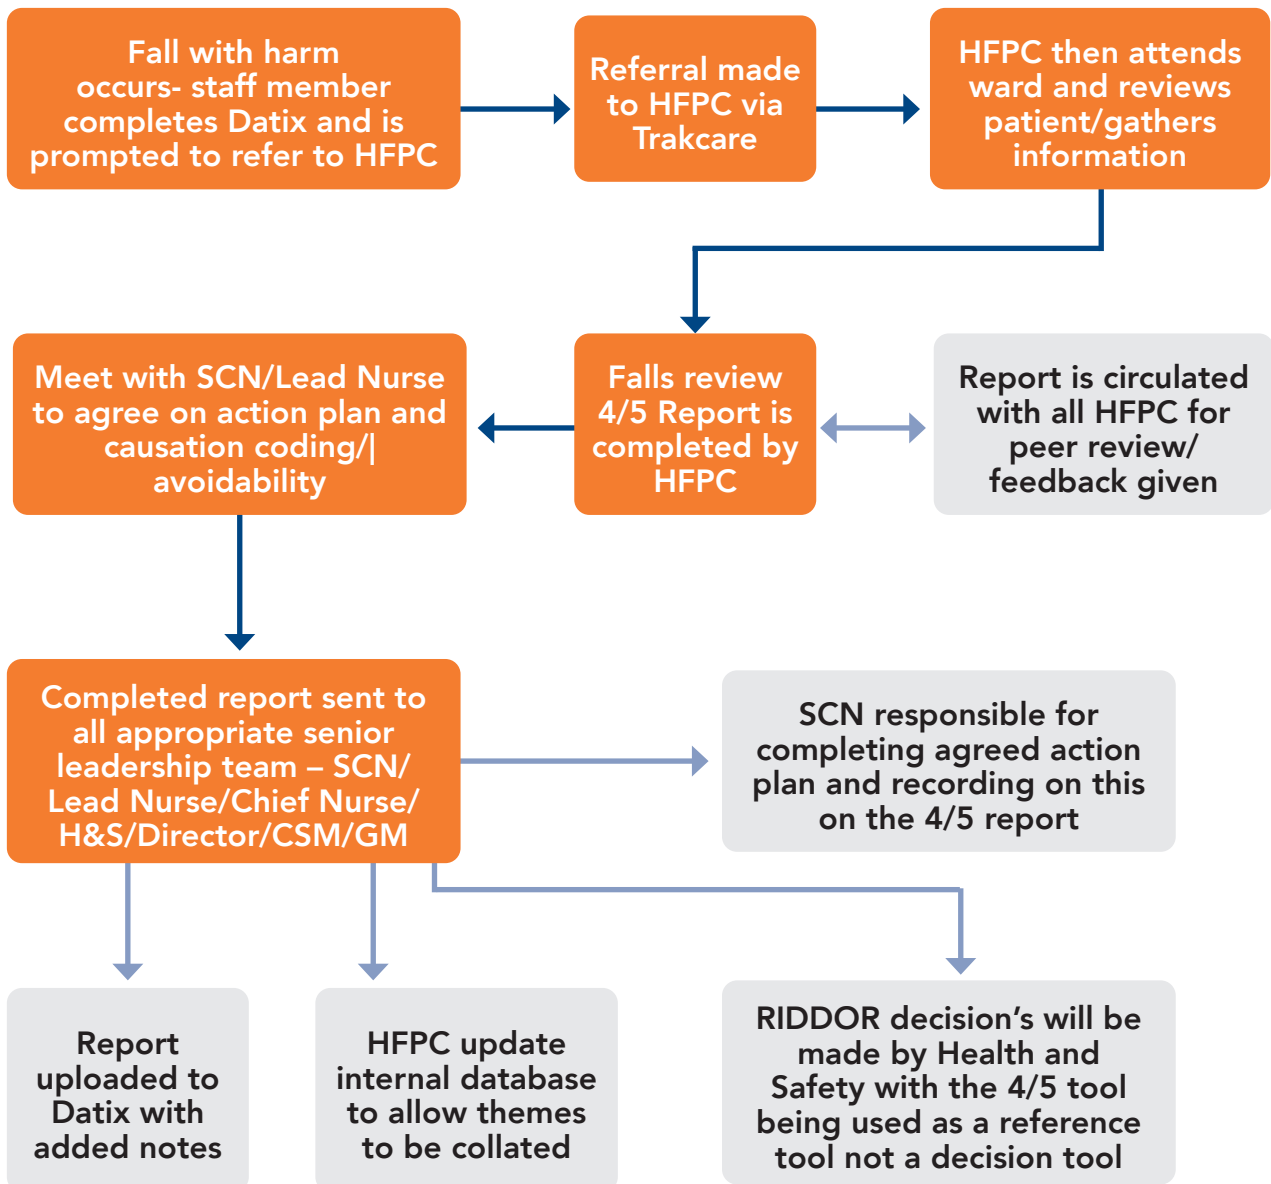 Fall with harm
occurs- staff member
completes Datix and is
prompted to refer to HFPC
Referral made
to HFPC via
Trakcare
HFPC then attends
ward and reviews
patient/gathers
information
Meet with SCN/Lead Nurse
to agree on action plan and
causation coding/|
avoidability
Falls review
4/5 Report is
completed by
HFPC
Report is circulated
with all HFPC for
peer review/
feedback given
Completed report sent to
all appropriate senior
leadership team – SCN/
Lead Nurse/Chief Nurse/
H&S/Director/CSM/GM
SCN responsible for
completing agreed action
plan and recording on this
on the 4/5 report
Report
uploaded to
Datix with
added notes
HFPC update
internal database
to allow themes
to be collated
RIDDOR decision's will be
made by Health and
Safety with the 4/5 tool
being used as a reference
tool not a decision tool